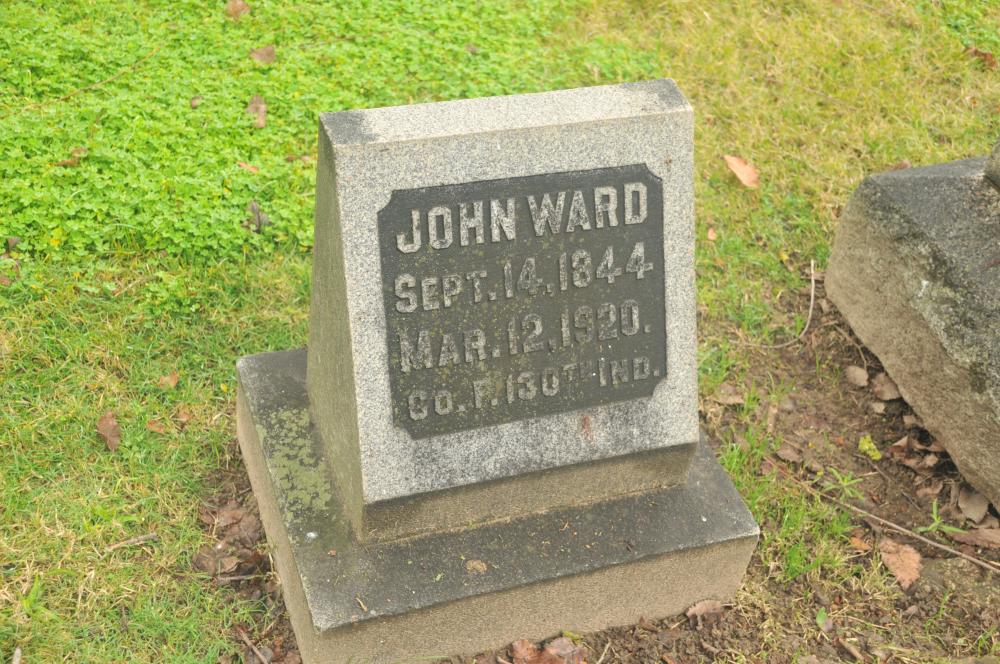 JOHN WARD
SEPT. 14, 1844
MAR. 12, 1920.
CO. F. 130TH IND.